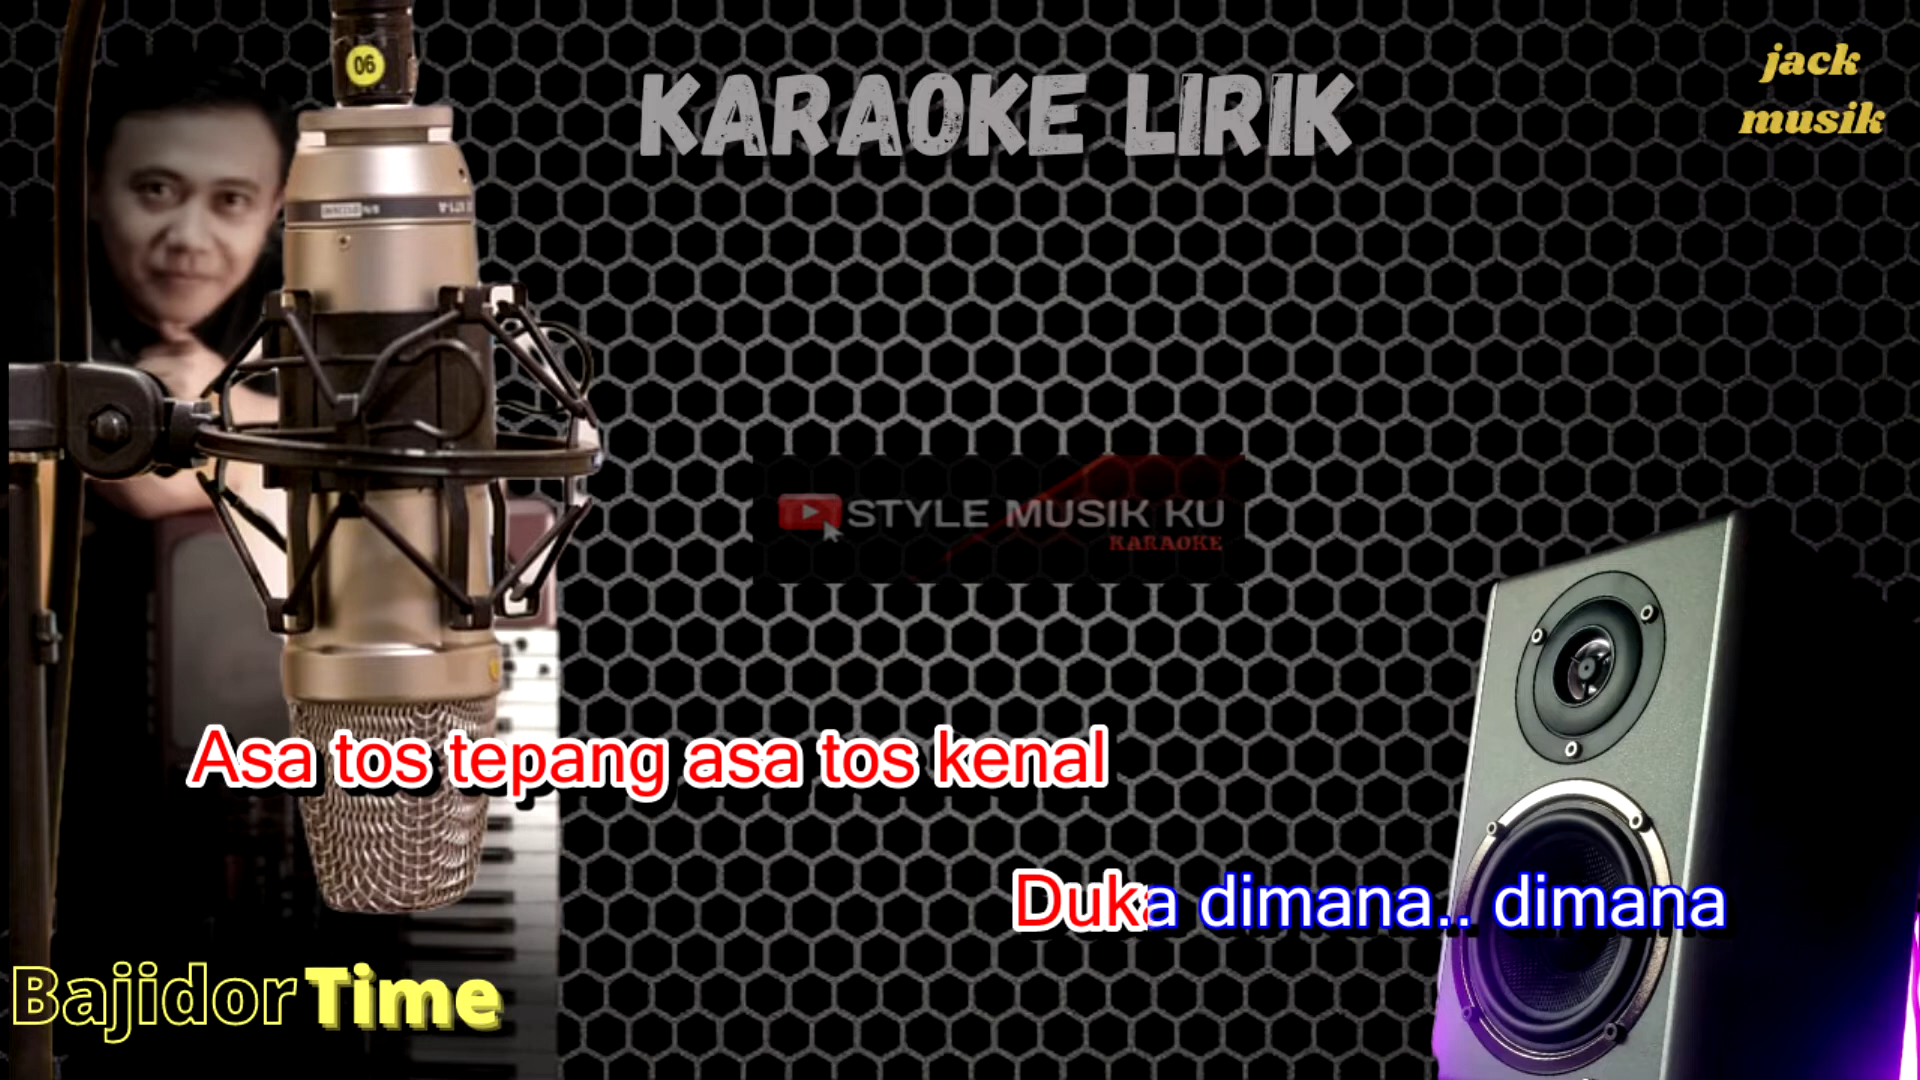 06
KARAOKE LIRIK
jack
musik
STYLE MUSIK KU
KARAOKE
Asa tos tepang asa tos kenal
Duka dimana.. dimana
Bajidor Time